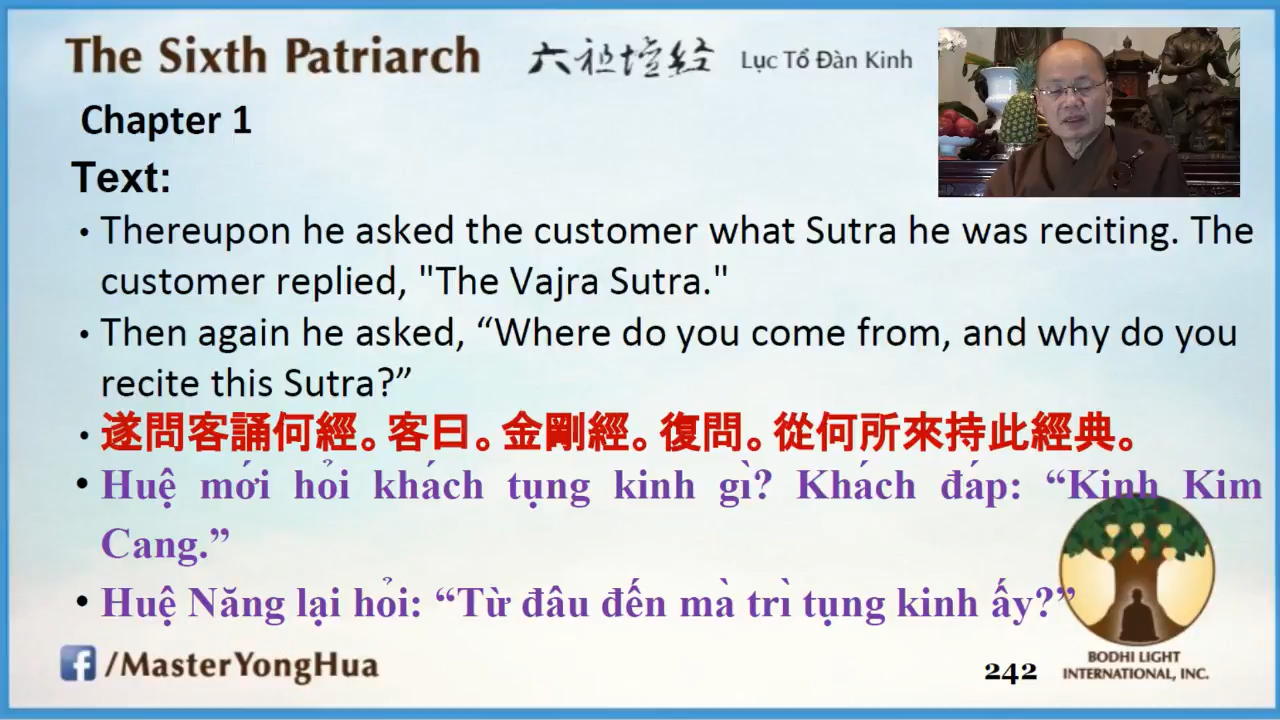 The Sixth Patriarch 六祖壇經 Lục Tổ Đàn Kinh
Chapter 1
Text:
• Thereupon he asked the customer what Sutra he was reciting. The
customer replied, "The Vajra Sutra."
• Then again he asked, “Where do you come from, and why do you
recite this Sutra?”
• 遂問客誦何經。客曰。金剛經。復問。從何所來持此經典。
• Huệ mới hỏi khách tụng kinh gì? Khách đáp: “Kinh Kim
Cang.”
• Huệ Năng lại hỏi: “Từ đâu đến mà trì tụng kinh ấy?”
f /MasterYongHua
242
BODHI LIGHT
INTERNATIONAL, INC.